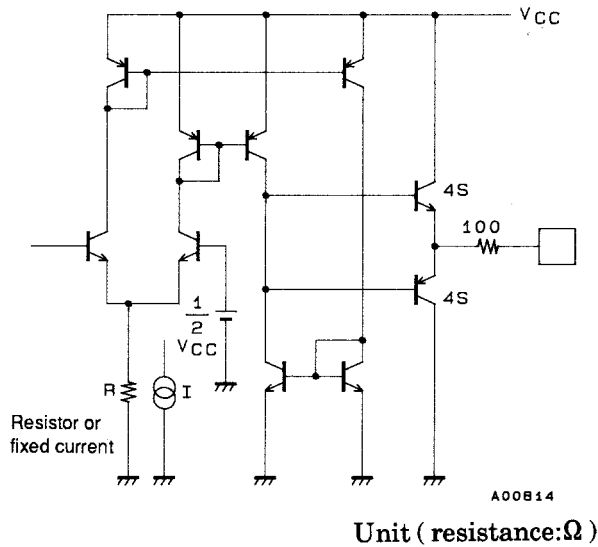 VCC
4S
100
4S
1
2
VCC
R
I
Resistor or
fixed current
A00814
Unit ( resistance:Ω )